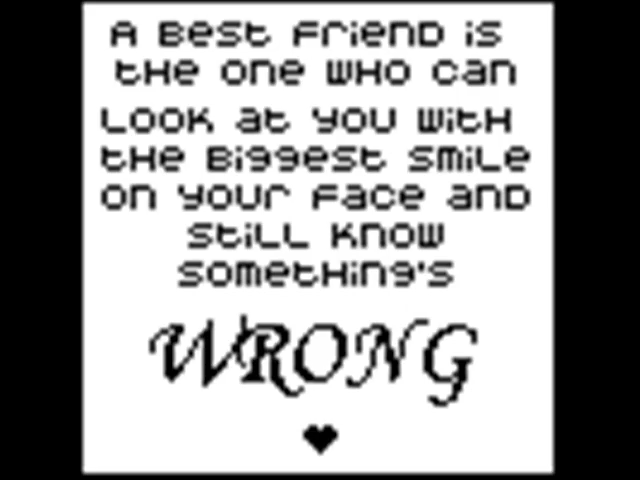 A Best Friend is
the one who can
Look at you with
the Biggest smile
on your face and
still know
something's
WRONG
♥